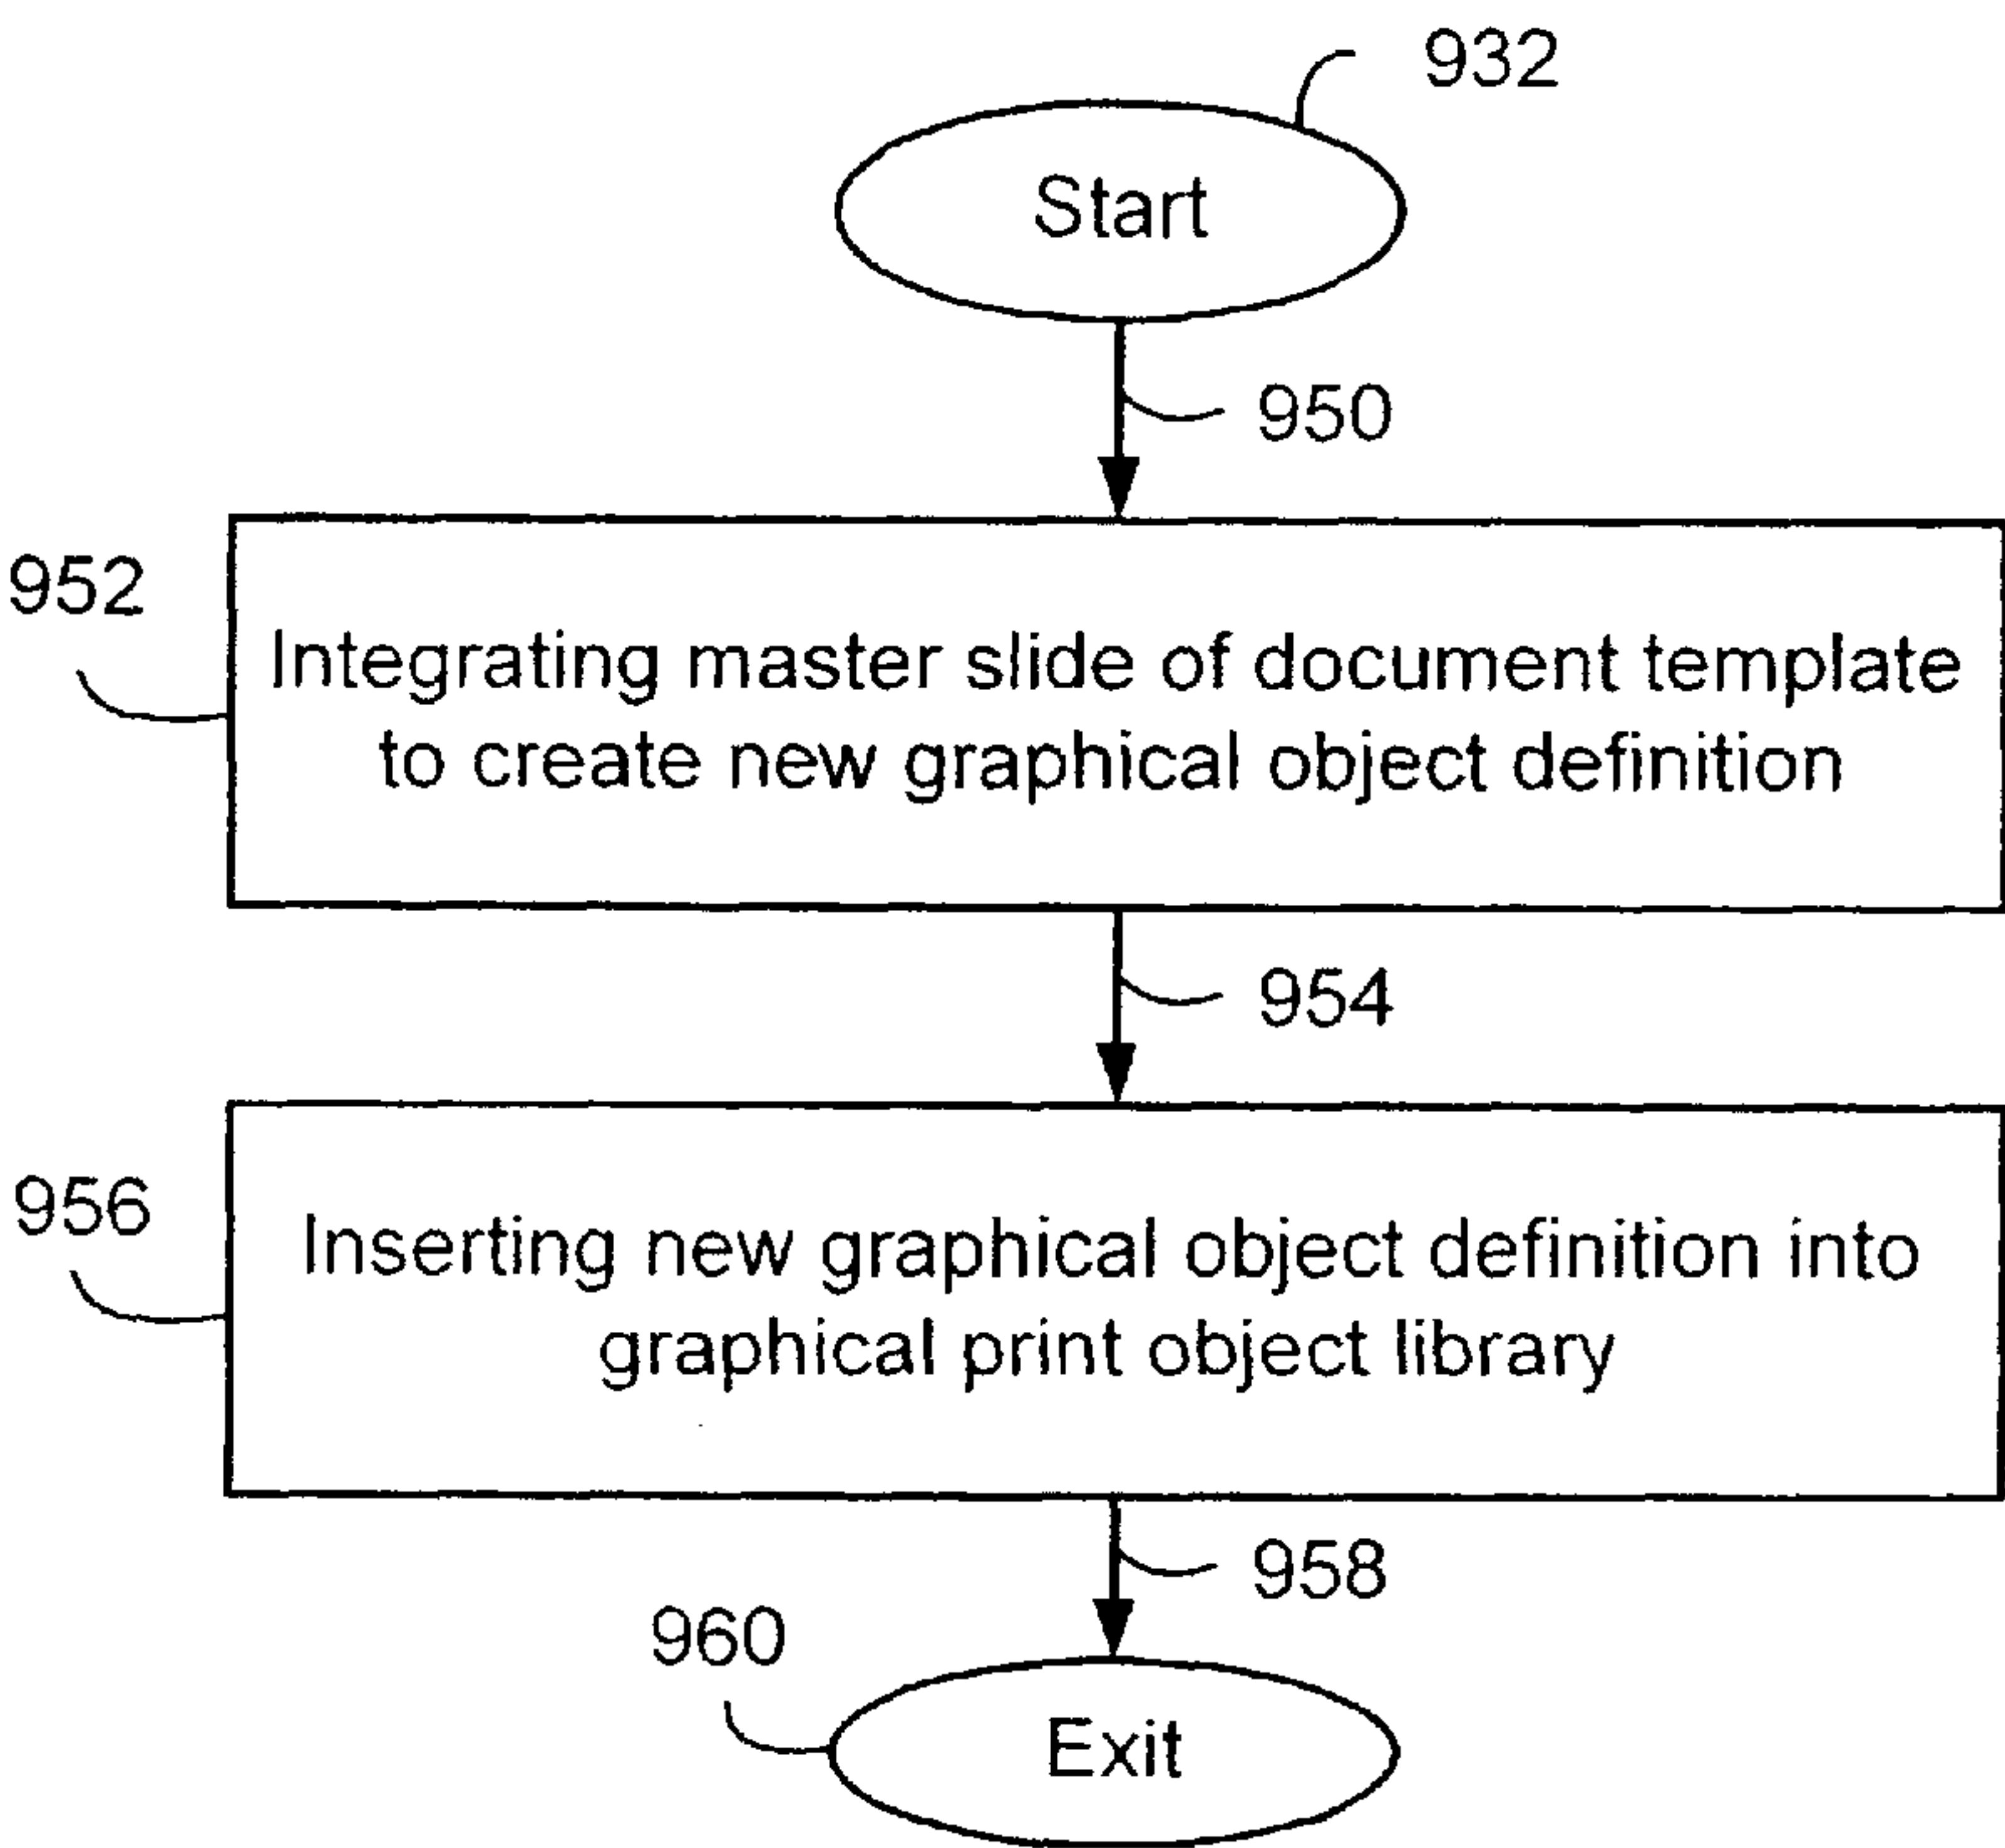 932
Start
950
952
Integrating master slide of document template
to create new graphical object definition
954
956
Inserting new graphical object definition into
graphical print object library
958
960
Exit